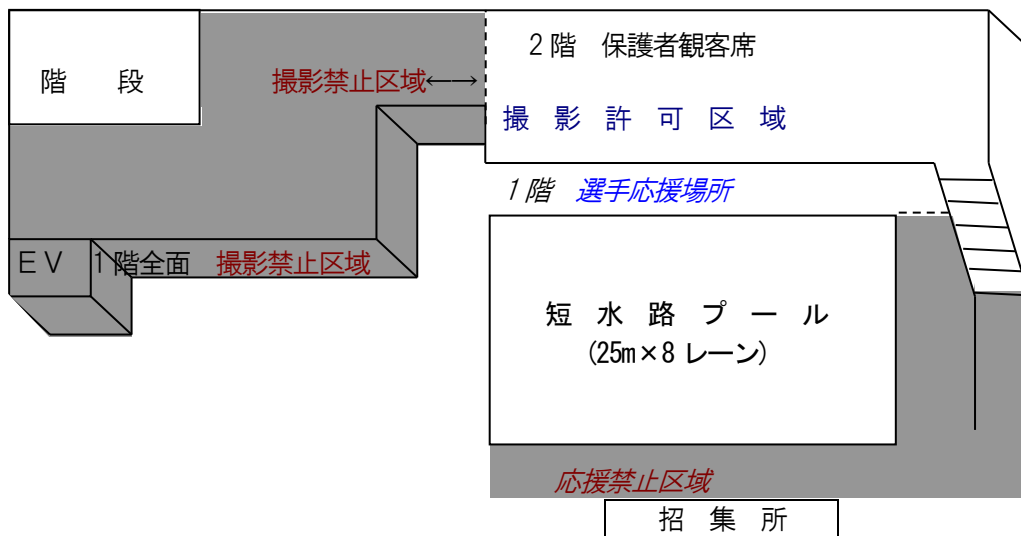 2階 保護者観客席
階 段
撮影禁止区域←→
撮 影 許 可 区 域
1階 選手応援場所
EV 1階全面 撮影禁止区域
短 水 路 プ ー ル
(25m×8レーン)
応援禁止区域
招 集 所